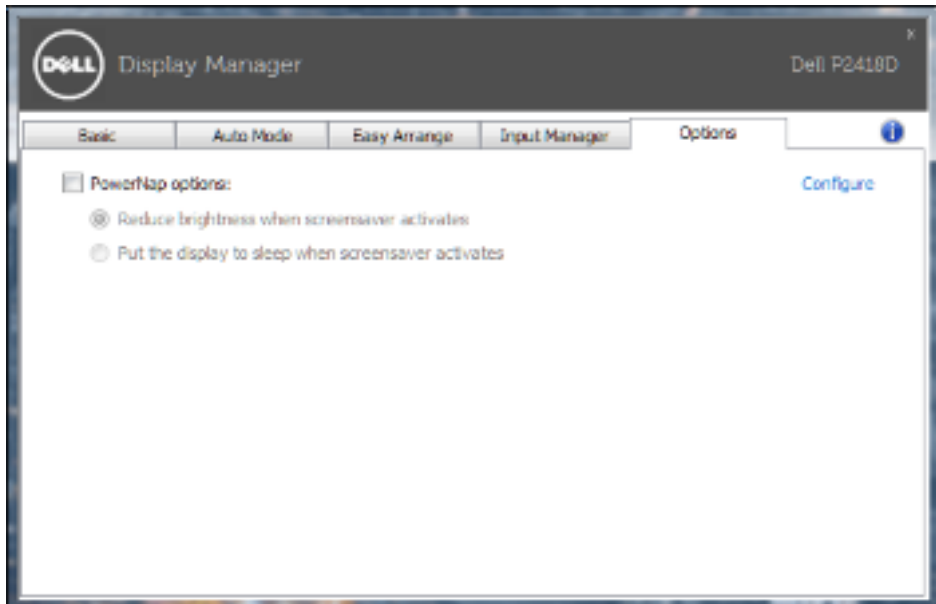 DELL
Display Manager
x
Dell P2418D
Basic
Auto Mode
Easy Arrange
Input Manager
Options
i
PowerNap options:
Configure
Reduce brightness when screensaver activates
Put the display to sleep when screensaver activates